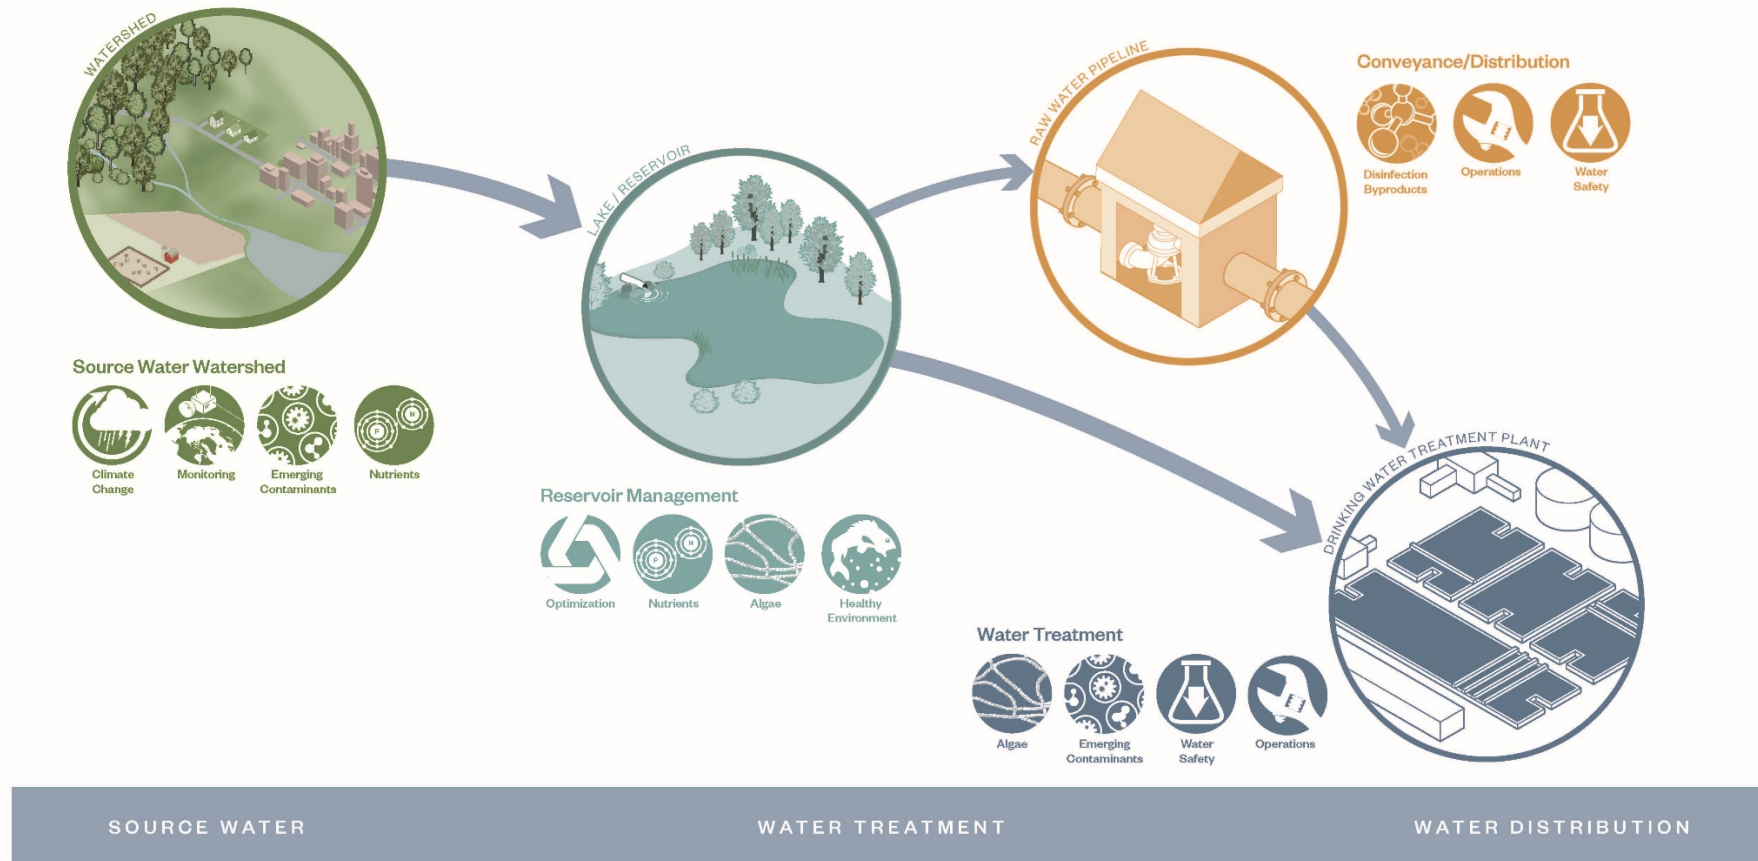 WATERSHED
LAKE / RESERVOIR
RAW WATER PIPELINE
Conveyance/Distribution
Disinfection
Byproducts
Operations
Water
Safety
Source Water Watershed
P
N
Climate
Change
Monitoring
Emerging
Contaminants
Nutrients
DRINKING WATER TREATMENT PLANT
Reservoir Management
P
N
Optimization
Nutrients
Algae
Healthy
Environment
Water Treatment
Algae
Emerging
Contaminants
Water
Safety
Operations
SOURCE WATER
WATER TREATMENT
WATER DISTRIBUTION